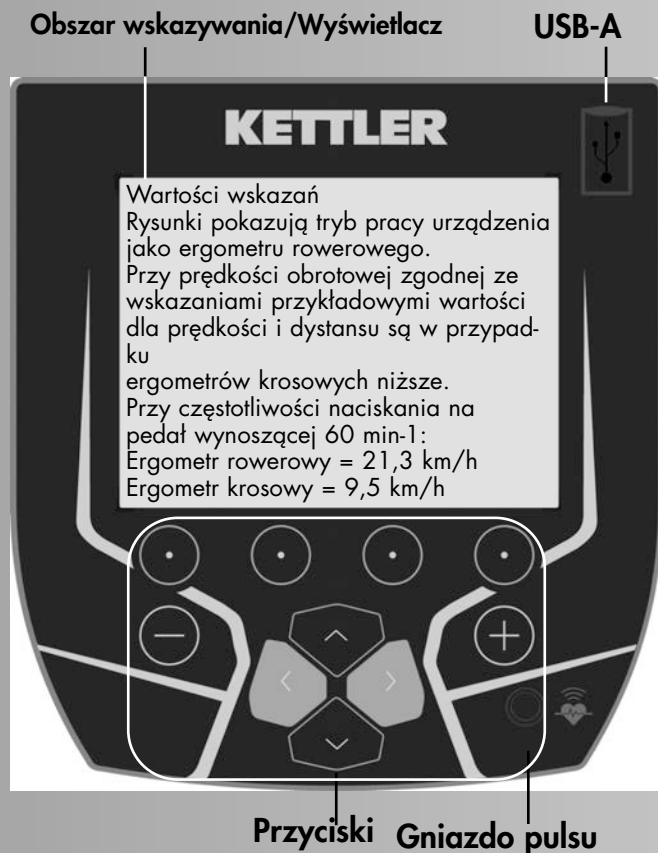 Obszar wskazywania/Wyświetlacz
USB-A
KETTLER
Wartości wskazań
Rysunki pokazują tryb pracy urządzenia
jako ergometru rowerowego.
Przy prędkości obrotowej zgodnej ze
wskazaniami przykładowymi wartości
dla prędkości i dystansu są w przypad-
ku
ergometrów krosowych niższe.
Przy częstotliwości naciskania na
pedał wynoszącej 60 min-1:
Ergometr rowerowy = 21,3 km/h
Ergometr krosowy = 9,5 km/h
Przyciski
Gniazdo pulsu